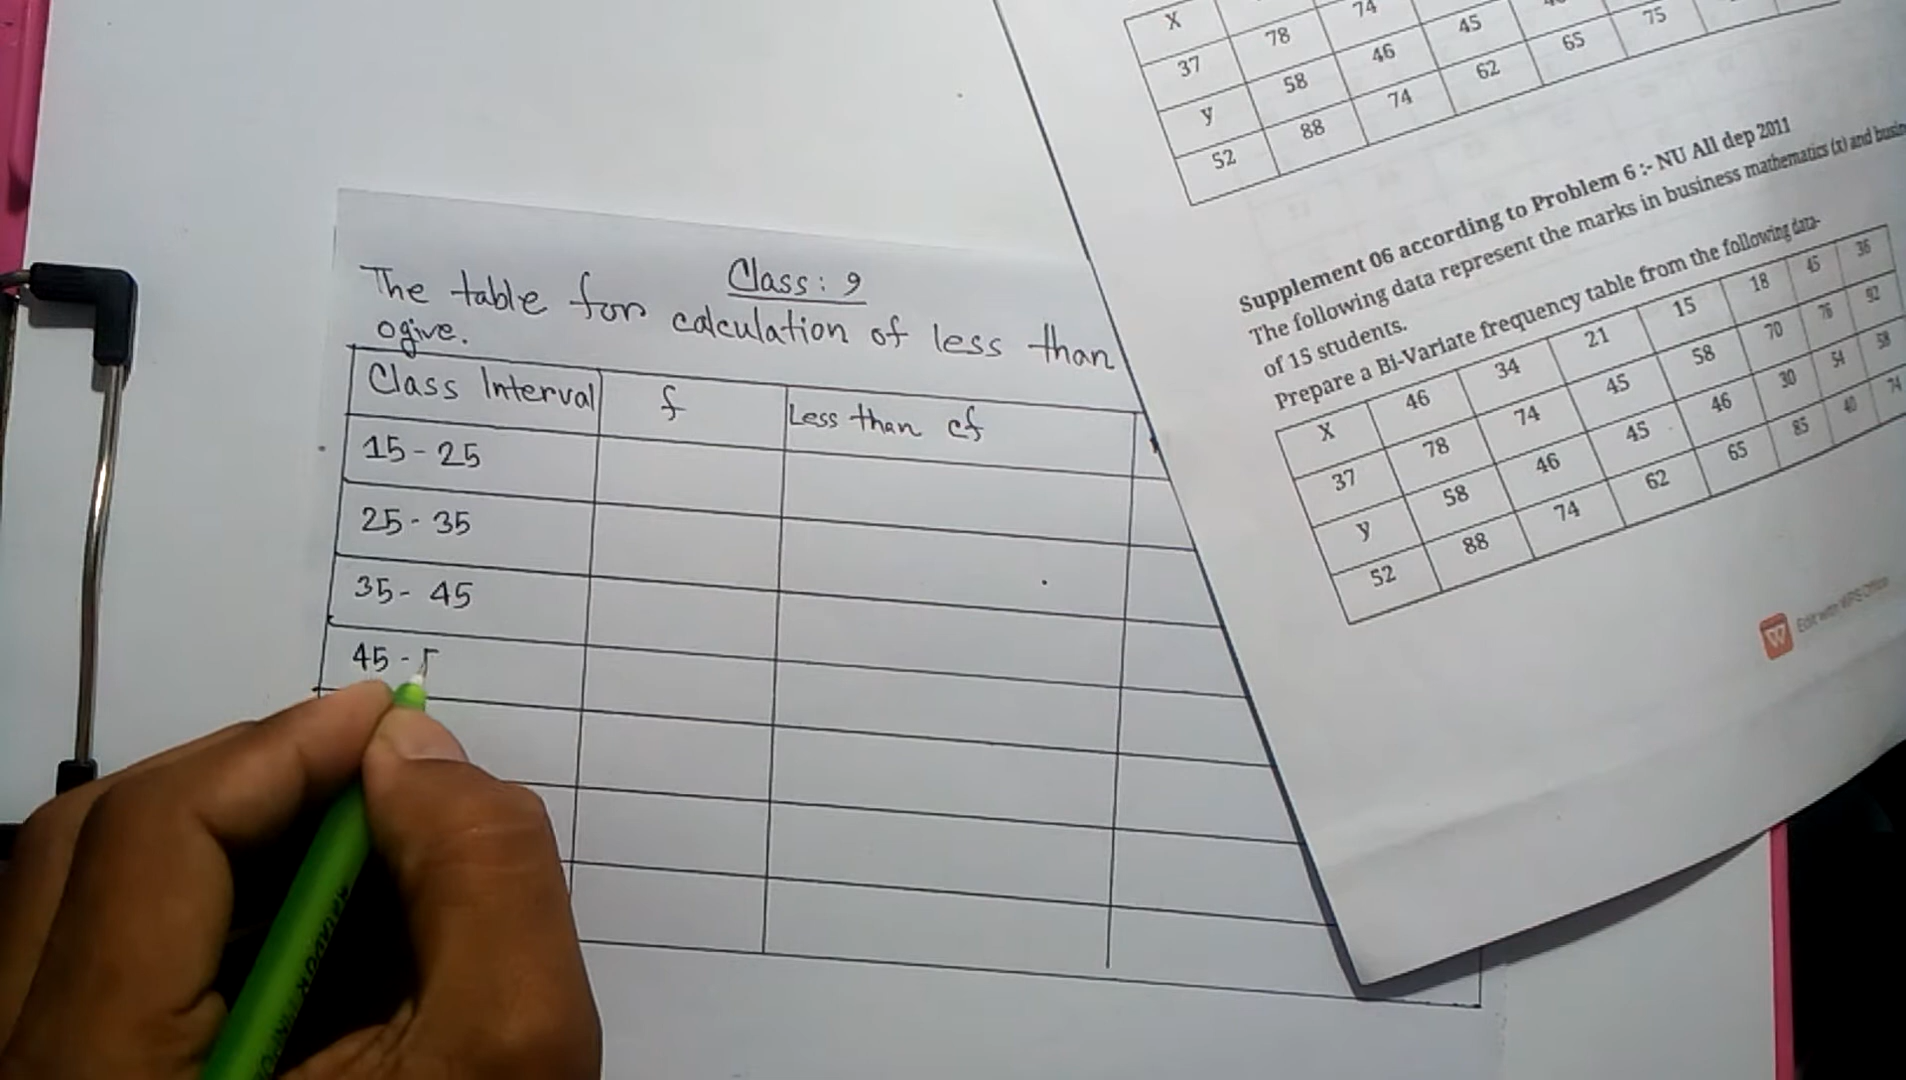 Class : 9
The table for calculation of less than
ogive.
Class Interval f Less than cf
15 - 25
25 - 35
35 - 45
45 -
X
37 78 74 45
y 58 46 65 75
52 88 74 62
Supplement 06 according to Problem 6 :- NU All dep 2011
The following data represent the marks in business mathematics (x) and
of 15 students.
Prepare a Bi-Variate frequency table from the following data-
X 46 34 21 15 18 45 36
37 78 74 45 58 70 76 92
y 58 46 45 46 30 54 58
52 88 74 62 65 85 40 74
Edit with WPS Office